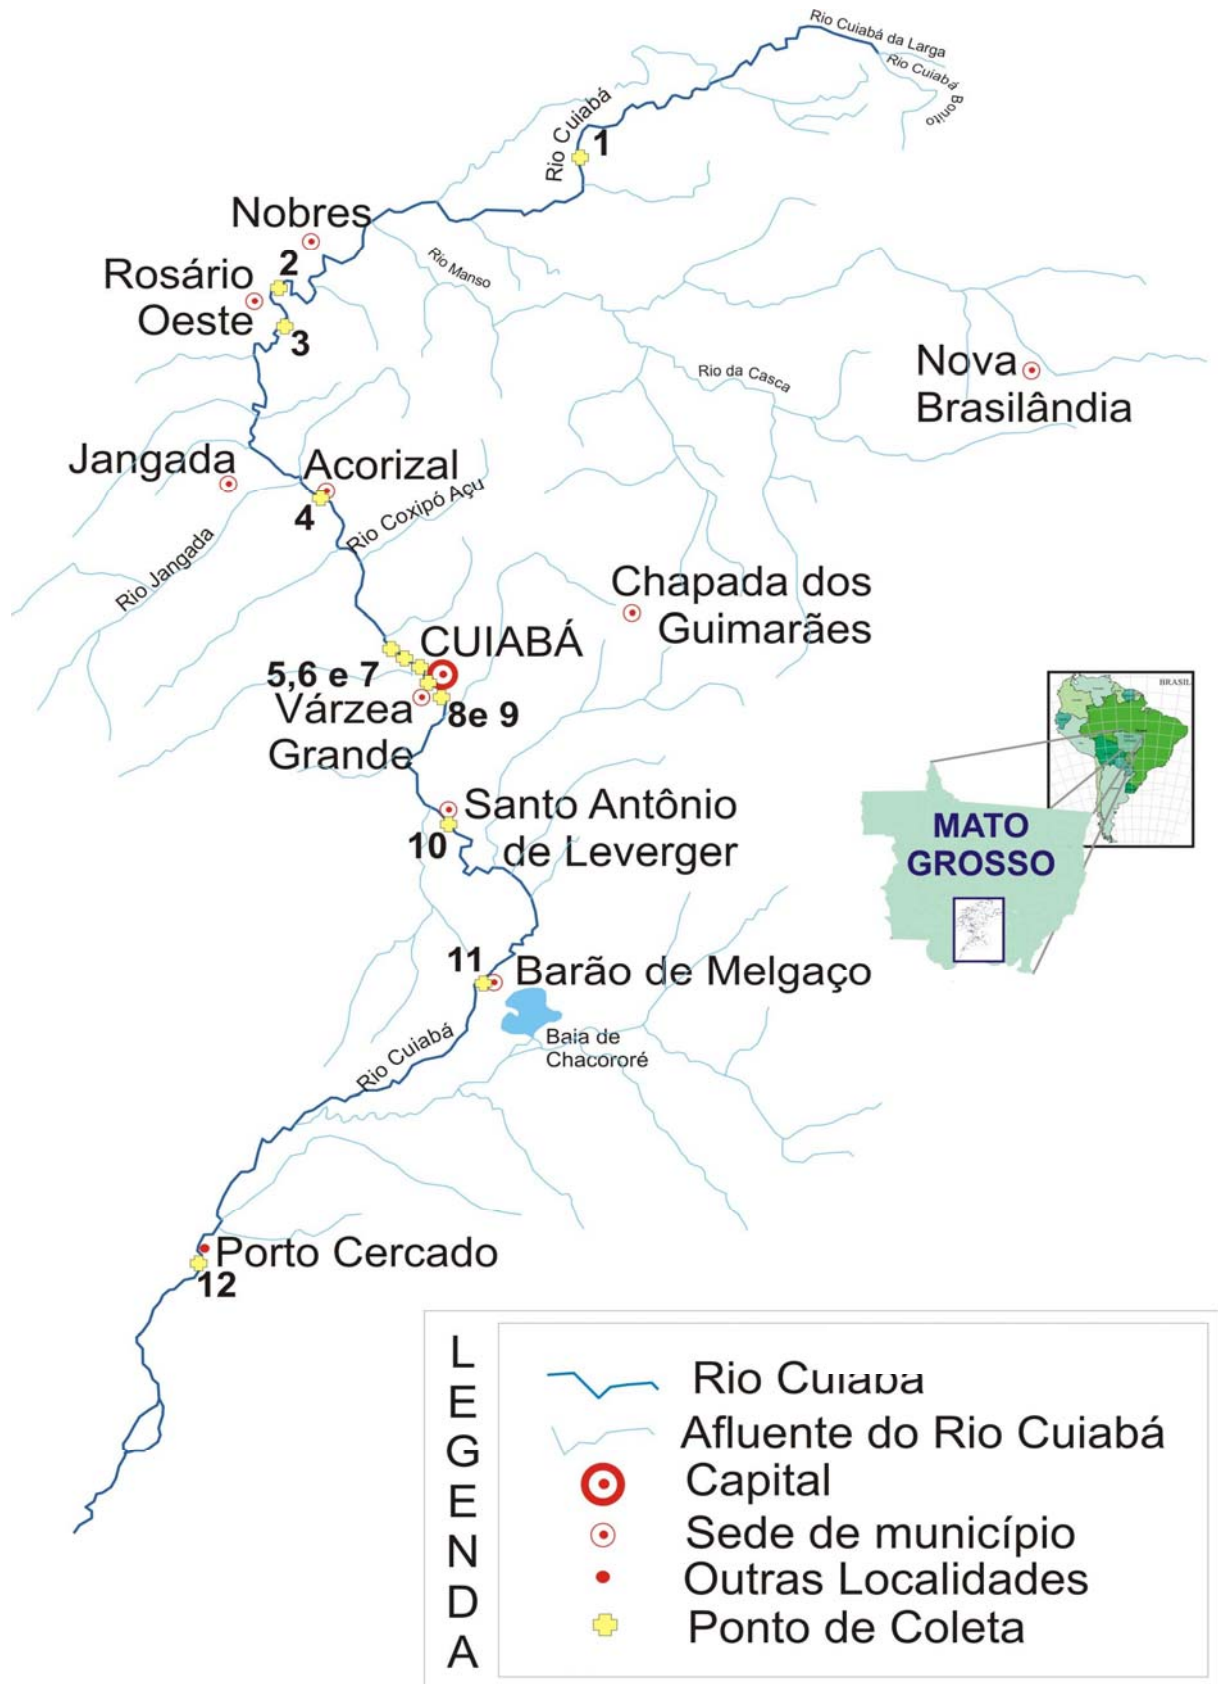 Rio Cuiabá da Larga
Rio Cuiabá
Bonito
Rio Cuiabá
1
Nobres
2
Rosário
Oeste
3
Rio Manso
Rio da Casca
Nova
Brasilândia
Jangada
Acorizal
4
Rio Coxipó Açu
Rio Jangada
Chapada dos
Guimarães
CUIABÁ
5,6 e 7
Várzea
Grande
8e 9
BRASIL
Santo Antônio
de Leverger
10
MATO
GROSSO
11
Barão de Melgaço
Baia de
Chacororé
Rio Cuiabá
Porto Cercado
12
LEGENDA
Rio Cuiabá
Afluente do Rio Cuiabá
Capital
Sede de município
Outras Localidades
Ponto de Coleta